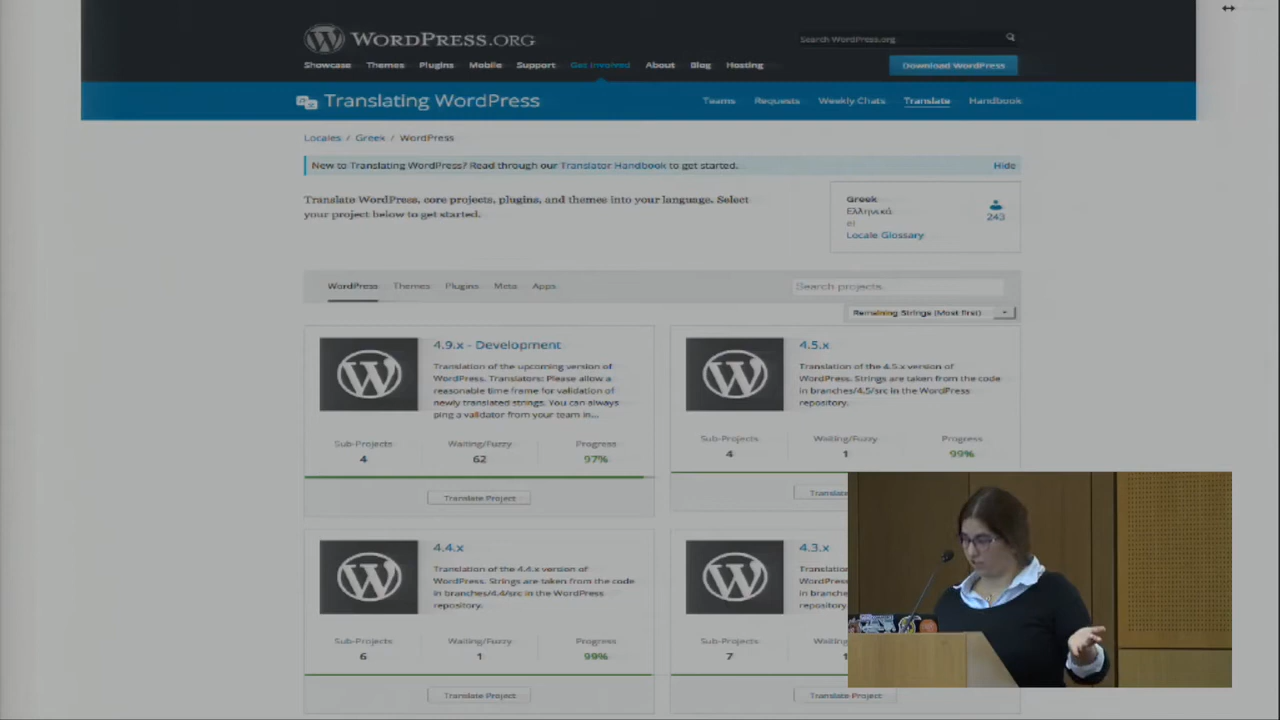 WORDPRESS.ORG
Search WordPress.org
Showcase Themes Plugins Mobile Support Get Involved About Blog Hosting
Download WordPress
Translating WordPress
Teams Requests Weekly Chats Translate Handbook
Locales / Greek / WordPress
New to Translating WordPress? Read through our Translator Handbook to get started.
Hide
Translate WordPress, core projects, plugins, and themes into your language. Select
your project below to get started.
Greek
Ελληνικά
el
Locale Glossary
243
WordPress Themes Plugins Meta Apps
Search projects
Remaining Strings (Most first)
4.9.x - Development
Translation of the upcoming version of
WordPress. Translators: Please allow a
reasonable time frame for validation of
newly translated strings. You can always
ping a validator from your team in...
Sub-Projects Waiting/Fuzzy Progress
4 62 97%
Translate Project
4.5.x
Translation of the 4.5.x version of
WordPress. Strings are taken from the code
in branches/4.5/src in the WordPress
repository.
Sub-Projects Waiting/Fuzzy Progress
4 1 99%
Translate
4.4.x
Translation of the 4.4.x version of
WordPress. Strings are taken from the code
in branches/4.4/src in the WordPress
repository.
Sub-Projects Waiting/Fuzzy Progress
6 1 99%
Translate Project
4.3.x
Translation
WordPress.
in branches
repository.
Sub-Projects
7
Translate Project